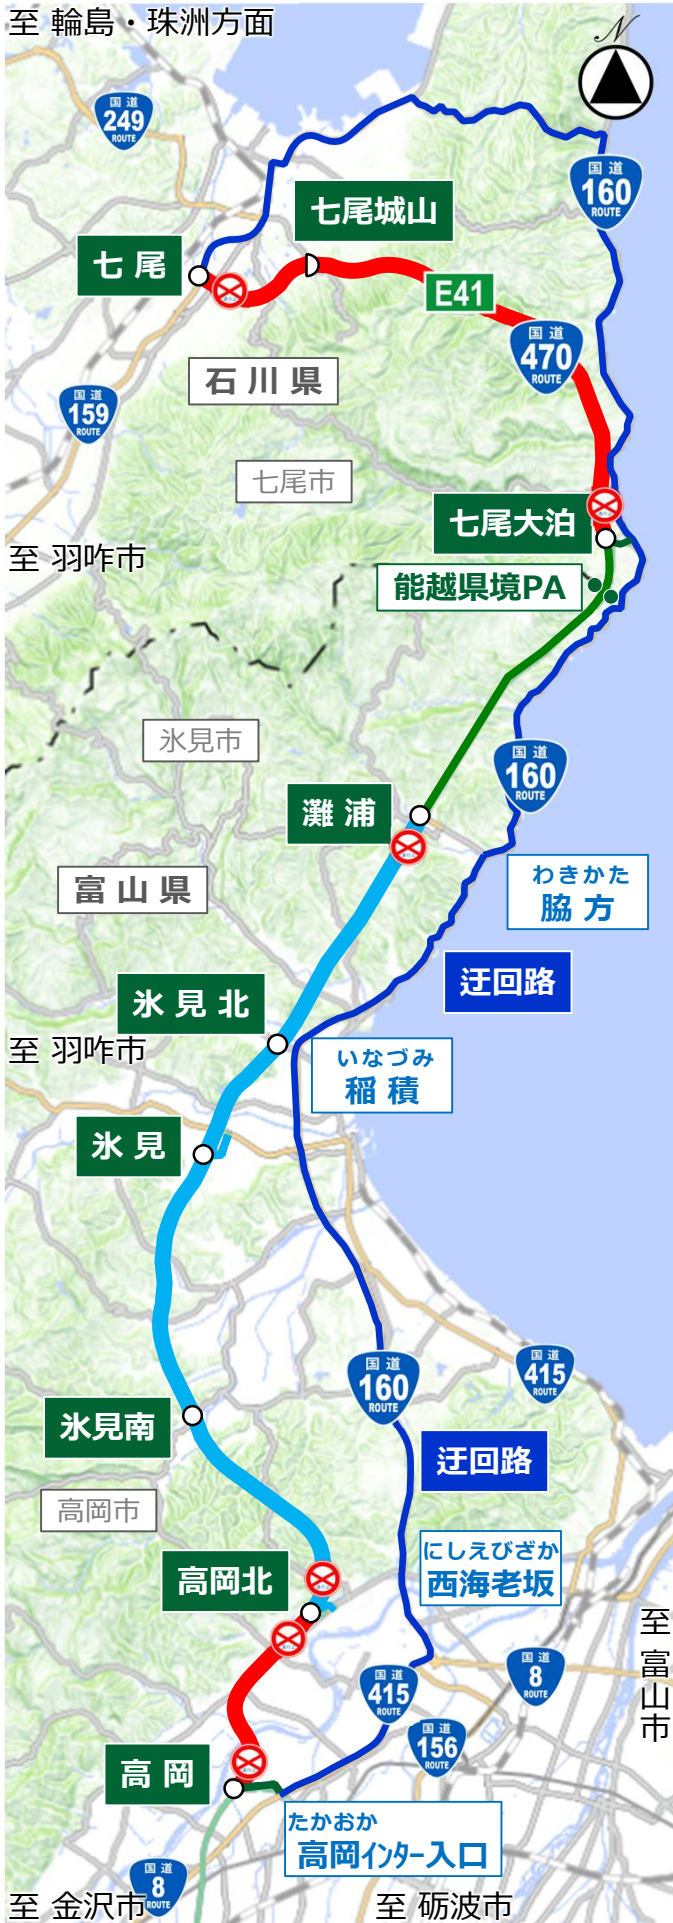 至 輪島・珠洲方面
N
国道
249
ROUTE
国道
160
ROUTE
七尾城山
七 尾
E41
国道
470
ROUTE
石 川 県
国道
159
ROUTE
七尾市
七尾大泊
至 羽咋市
能越県境PA
氷見市
国道
160
ROUTE
灘 浦
わきかた
脇 方
富 山 県
迂回路
氷 見 北
至 羽咋市
いなづみ
稲 積
氷 見
国道
160
ROUTE
国道
415
ROUTE
氷見南
迂回路
高岡市
にしえびざか
西海老坂
高岡北
至富山市
国道
8
ROUTE
国道
415
ROUTE
国道
156
ROUTE
高 岡
たかおか
高岡インター入口
国道
8
ROUTE
至 金沢市
至 砺波市